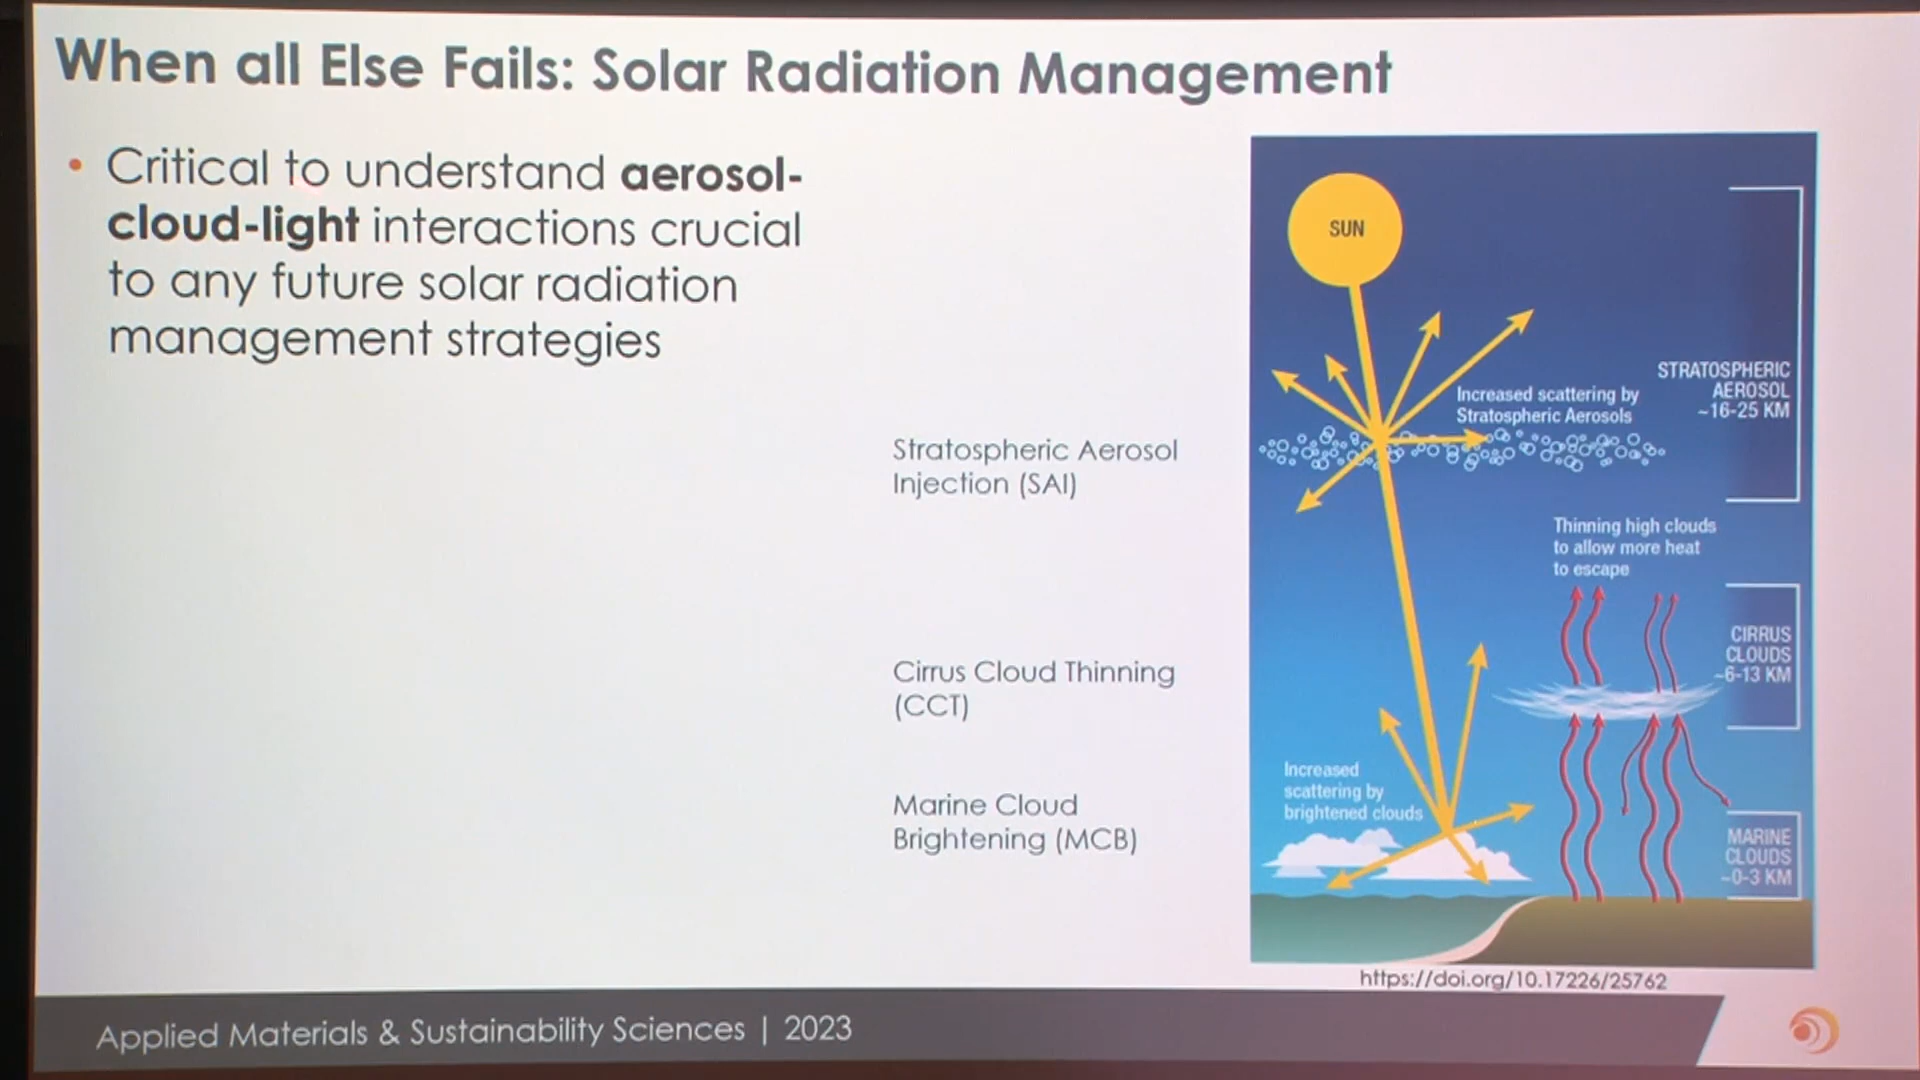 When all Else Fails: Solar Radiation Management
• Critical to understand aerosol-
cloud-light interactions crucial
to any future solar radiation
management strategies
Stratospheric Aerosol
Injection (SAI)
Cirrus Cloud Thinning
(CCT)
Marine Cloud
Brightening (MCB)
SUN
Increased scattering by
Stratospheric Aerosols
STRATOSPHERIC
AEROSOL
~16-25 KM
Thinning high clouds
to allow more heat
to escape
CIRRUS
CLOUDS
~6-13 KM
Increased
scattering by
brightened clouds
MARINE
CLOUDS
~0-3 KM
https://doi.org/10.17226/25762
Applied Materials & Sustainability Sciences | 2023